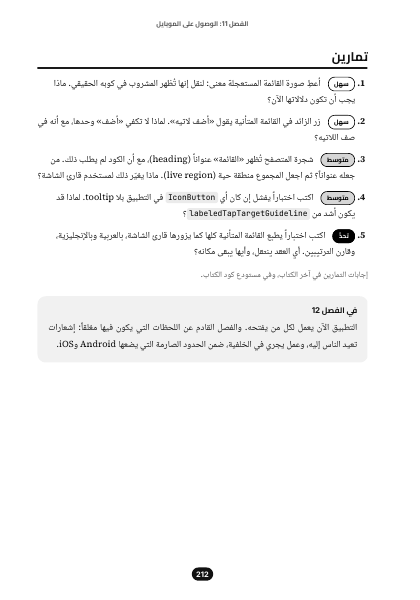 الفصل 11: الوصول على الموبايل
تمارين
1. سهل أعطِ صورة القائمة المستعجلة معنى: لنقل إنها تُظهر المشروب في كوبه الحقيقي. ماذا
يجب أن تكون دلالاتها الآن؟
2. سهل زر الزائد في القائمة المتأنية يقول «أضف لاتيه». لماذا لا تكفي «أضف» وحدها، مع أنه في
صف اللاتيه؟
3. متوسط شجرة المتصفح تُظهر «القائمة» عنواناً (heading)، مع أن الكود لم يطلب ذلك. من
جعله عنواناً؟ ثم اجعل المجموع منطقة حية (live region). ماذا يغيّر ذلك لمستخدم قارئ الشاشة؟
4. متوسط اكتب اختباراً يفشل إن كان أي IconButton في التطبيق بلا tooltip. لماذا قد
يكون أشد من labeledTapTargetGuideline؟
5. تحدٍّ اكتب اختباراً يطبع القائمة المتأنية كلها كما يزورها قارئ الشاشة، بالعربية وبالإنجليزية،
وقارن الترتيبين. أي العقد ينتقل، وأيها يبقى مكانه؟
إجابات التمارين في آخر الكتاب، وفي مستودع كود الكتاب.
في الفصل 12
التطبيق الآن يعمل لكل من يفتحه. والفصل القادم عن اللحظات التي يكون فيها مغلقاً: إشعارات
تعيد الناس إليه، وعمل يجري في الخلفية، ضمن الحدود الصارمة التي يضعها Android وiOS.
212